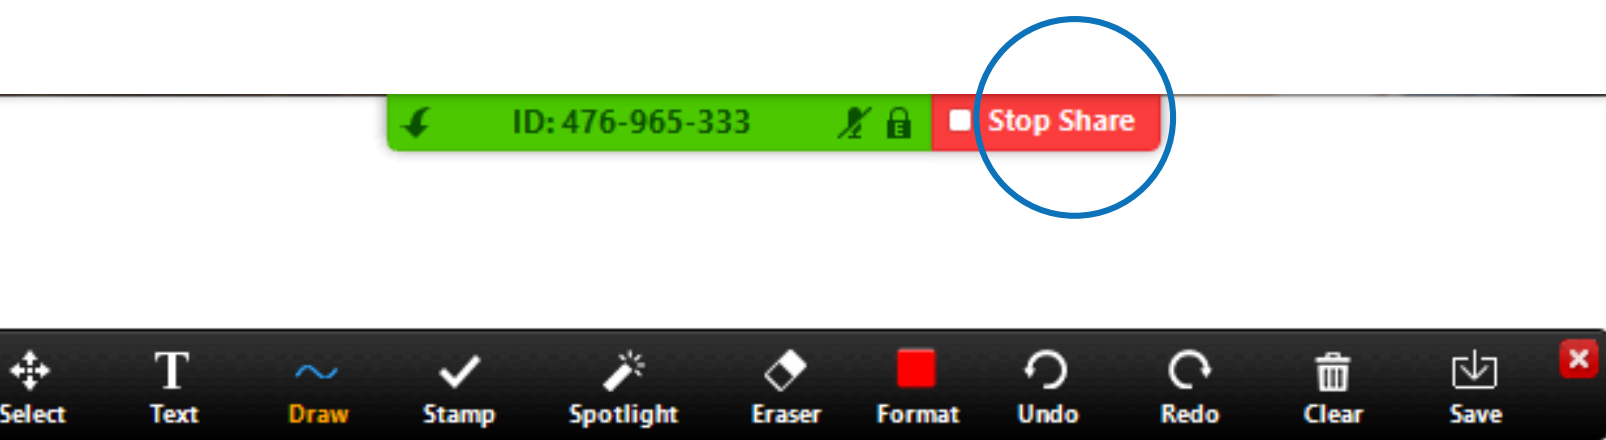 ID: 476-965-333 Stop Share
Select Text Draw Stamp Spotlight Eraser Format Undo Redo Clear Save